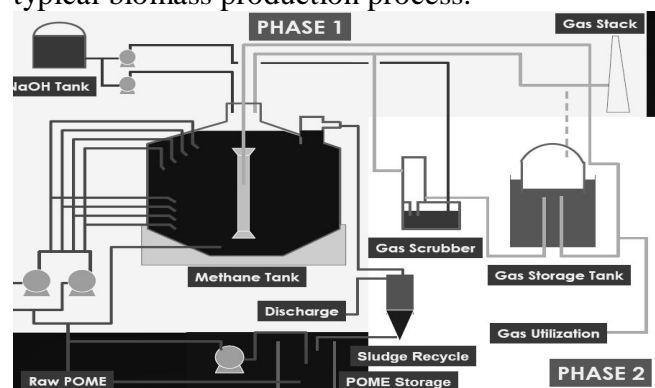 typical biomass production process.
PHASE 1
Gas Stack
NaOH Tank
Gas Scrubber
Methane Tank
Gas Storage Tank
Discharge
Gas Utilization
Sludge Recycle
Raw POME
POME Storage
PHASE 2